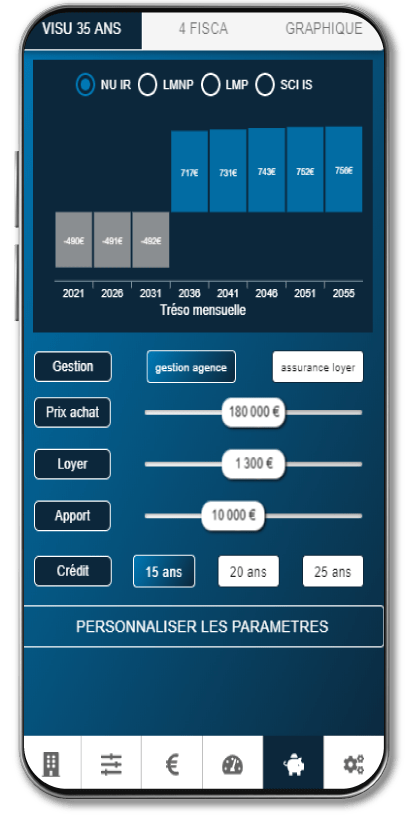 VISU 35 ANS 4 FISCA GRAPHIQUE
NU IR LMNP LMP SCI IS
717€ 731€ 743€ 752€ 756€
-490€ -491€ -492€
2021 2026 2031 2036 2041 2046 2051 2055
Tréso mensuelle
Gestion gestion agence assurance loyer
Prix achat 180 000 €
Loyer 1 300 €
Apport 10 000 €
Crédit 15 ans 20 ans 25 ans
PERSONNALISER LES PARAMETRES